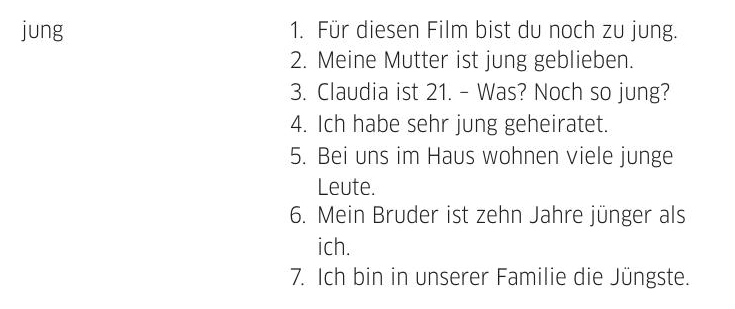 jung
1. Für diesen Film bist du noch zu jung.
2. Meine Mutter ist jung geblieben.
3. Claudia ist 21. – Was? Noch so jung?
4. Ich habe sehr jung geheiratet.
5. Bei uns im Haus wohnen viele junge
Leute.
6. Mein Bruder ist zehn Jahre jünger als
ich.
7. Ich bin in unserer Familie die Jüngste.